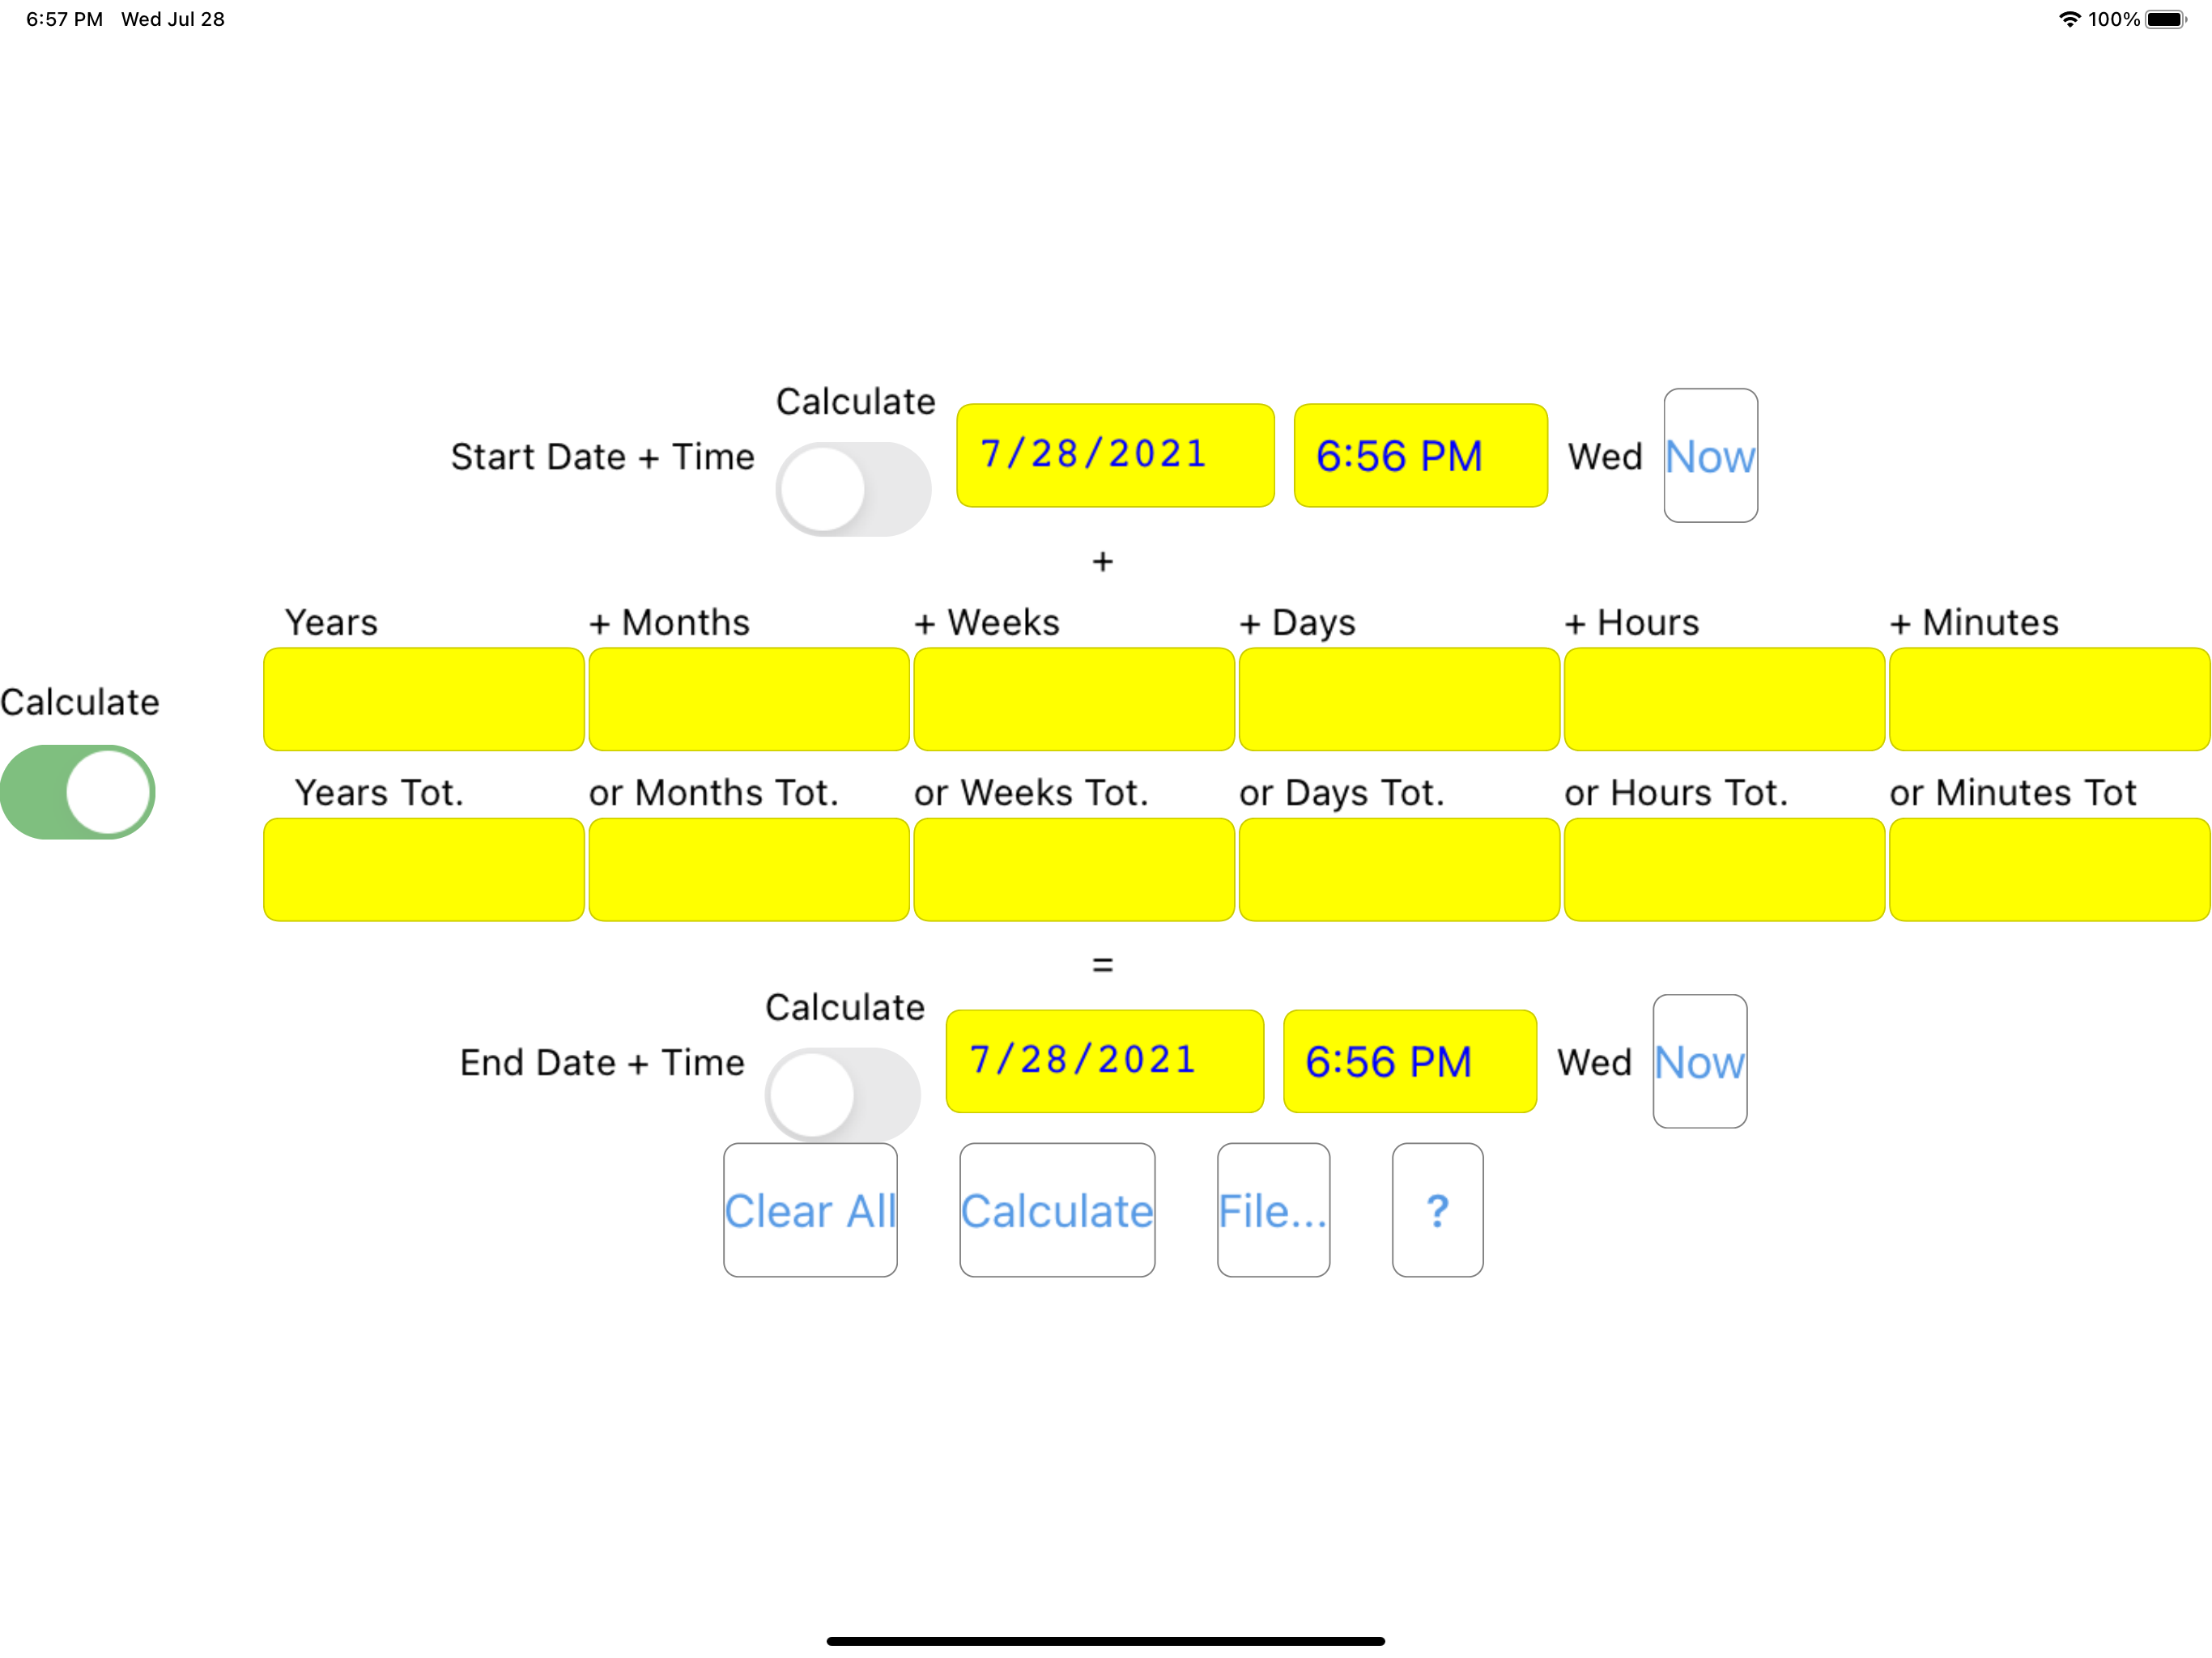 6:57 PM Wed Jul 28 100%
Calculate
Start Date + Time 7/28/2021 6:56 PM Wed Now
+
Years + Months + Weeks + Days + Hours + Minutes
Calculate
Years Tot. or Months Tot. or Weeks Tot. or Days Tot. or Hours Tot. or Minutes Tot
=
Calculate
End Date + Time 7/28/2021 6:56 PM Wed Now
Clear All Calculate File... ?